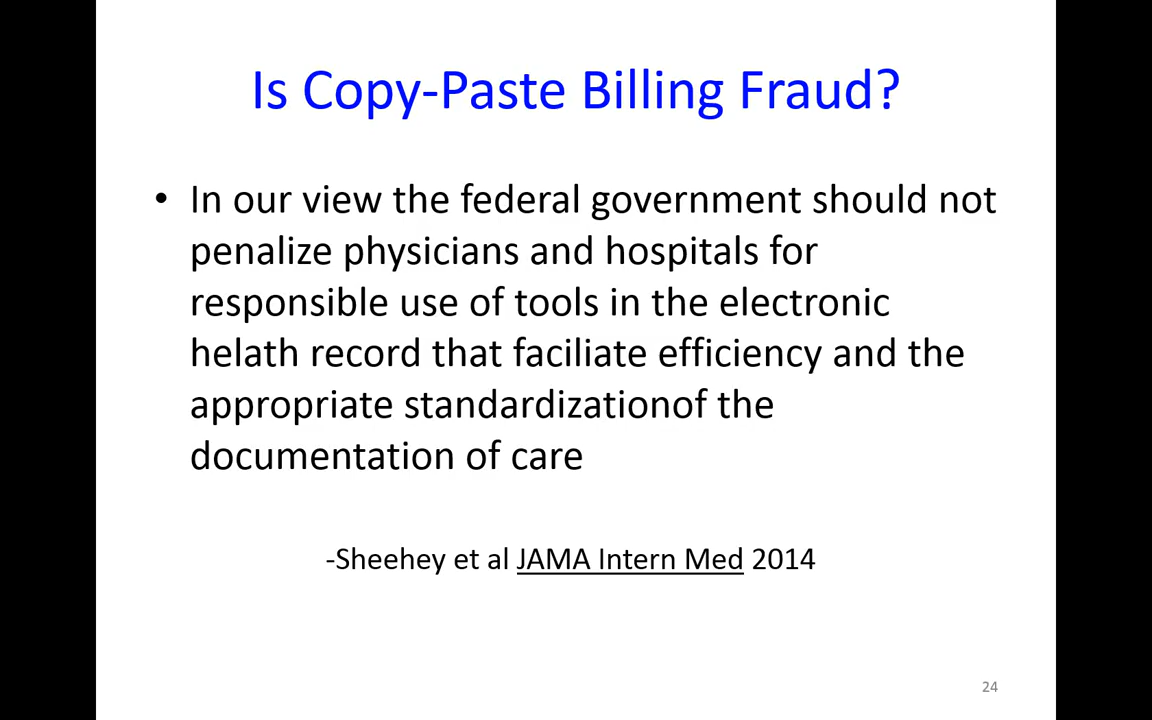 Is Copy-Paste Billing Fraud?
• In our view the federal government should not
penalize physicians and hospitals for
responsible use of tools in the electronic
helath record that faciliate efficiency and the
appropriate standardizationof the
documentation of care
-Sheehey et al JAMA Intern Med 2014
24